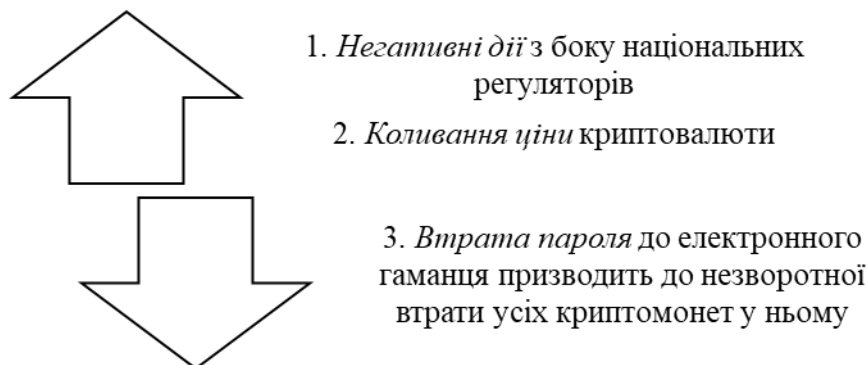 1. Негативні дії з боку національних
регуляторів
2. Коливання ціни криптовалюти
3. Втрата пароля до електронного
гаманця призводить до незворотної
втрати усіх криптомонет у ньому